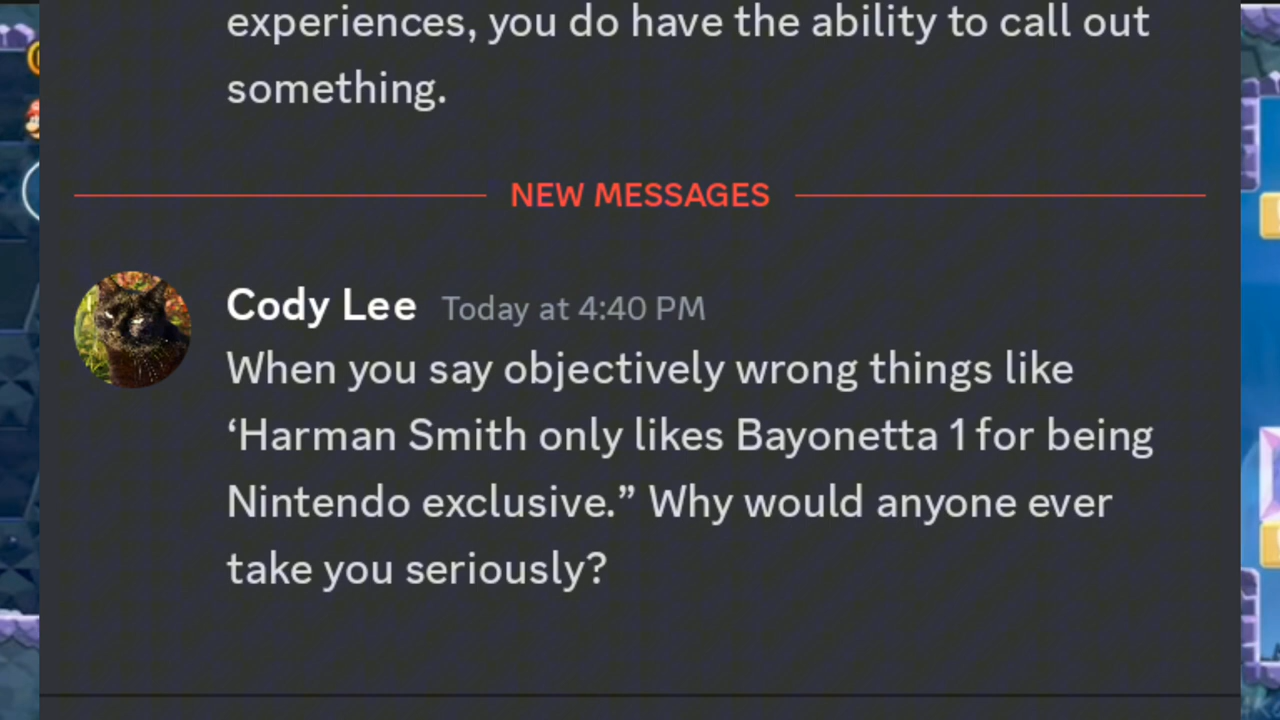 experiences, you do have the ability to call out
something.
NEW MESSAGES
Cody Lee Today at 4:40 PM
When you say objectively wrong things like
‘Harman Smith only likes Bayonetta 1 for being
Nintendo exclusive.” Why would anyone ever
take you seriously?